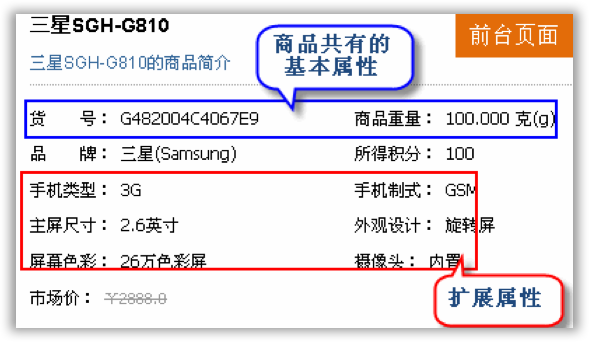 三星SGH-G810
前台页面
商品共有的
基本属性
三星SGH-G810的商品简介
货 号： G482004C4067E9 商品重量： 100.000 克(g)
品 牌： 三星(Samsung) 所得积分： 100
手机类型： 3G 手机制式： GSM
主屏尺寸： 2.6英寸 外观设计： 旋转屏
屏幕色彩： 26万色彩屏 摄像头： 内置
市场价： ￥2888.0
扩展属性